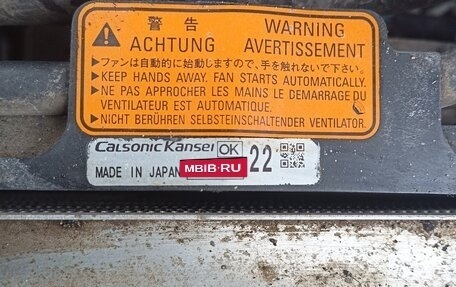 警告 WARNING
ACHTUNG AVERTISSEMENT
▶ファンは自動的に始動しますので、手を触れないで下さい。
▶KEEP HANDS AWAY. FAN STARTS AUTOMATICALLY.
▶NE PAS APPROCHER LES MAINS LE DEMARRAGE DU
VENTILATEUR EST AUTOMATIQUE.
▶NICHT BERÜHREN SELBSTEINSCHALTENDER VENTILATOR.
CalsonicKansei OK 22
MADE IN JAPAN MBIB.RU